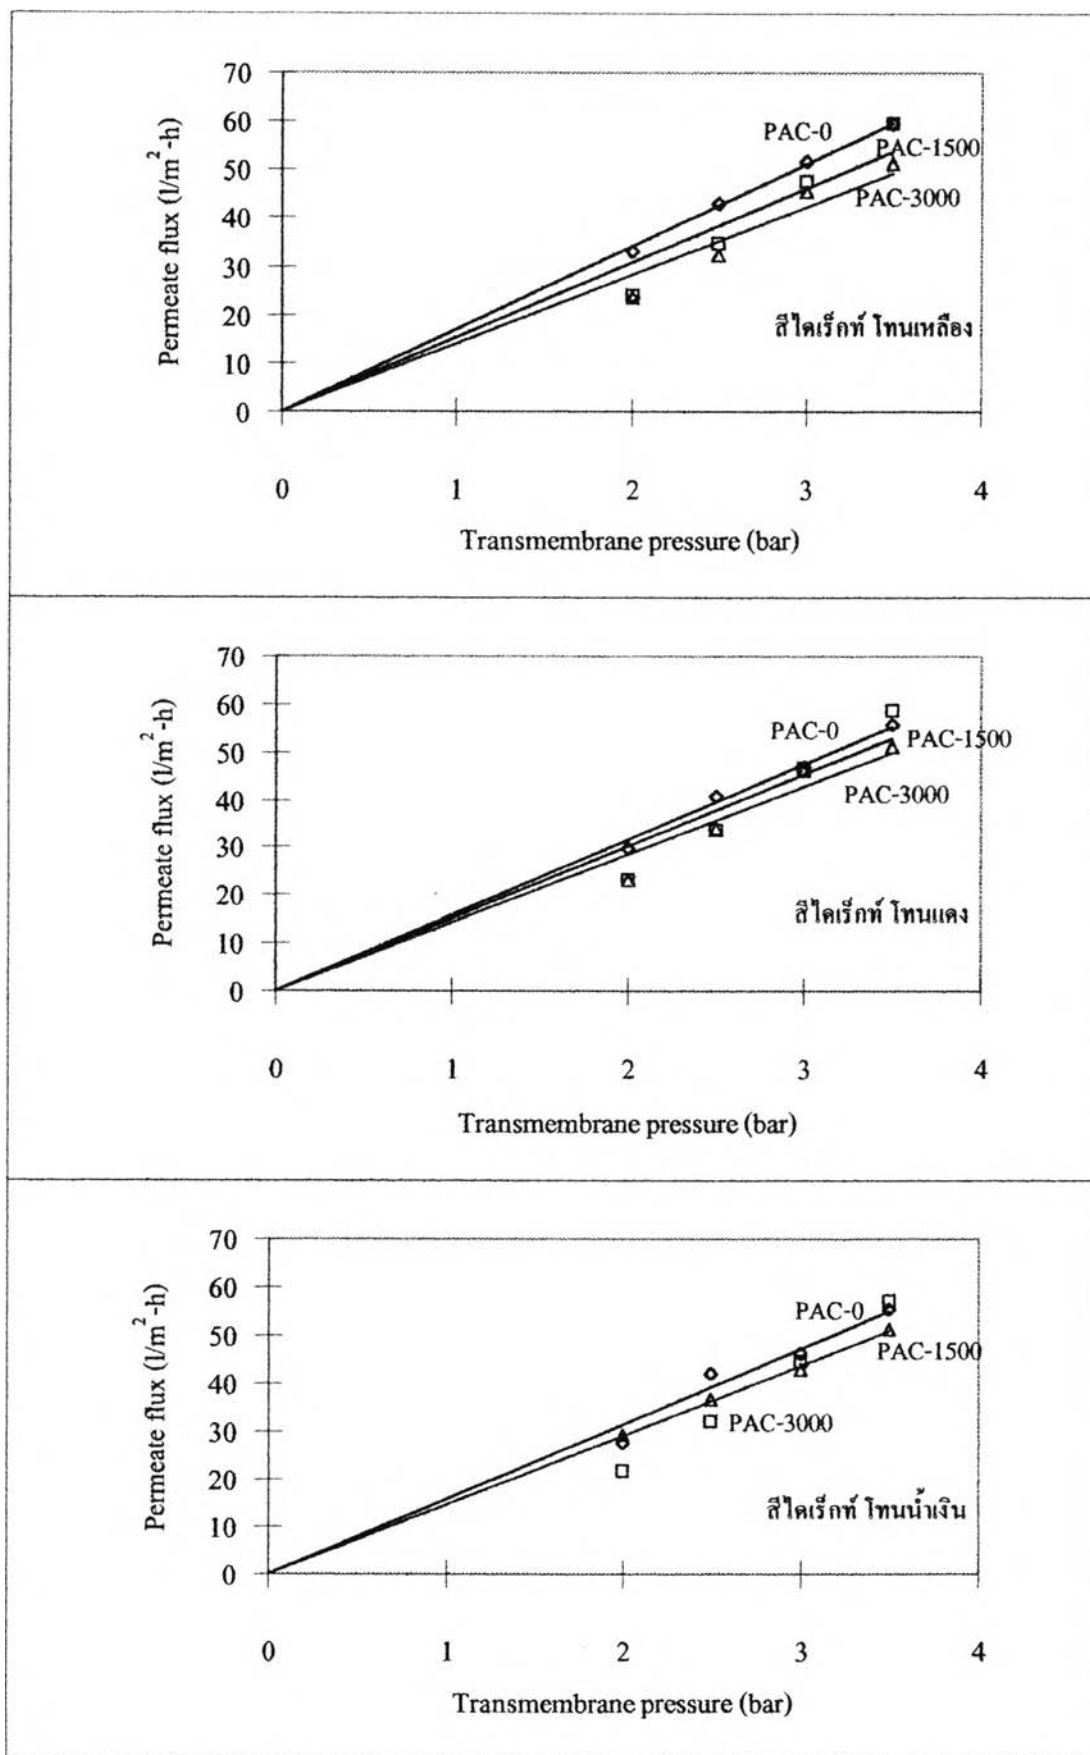 70
60
50
40
30
20
10
0
Permeate flux (l/m²-h)
PAC-0
PAC-1500
PAC-3000
สีไดเร็กท์ โทนเหลือง
0 1 2 3 4
Transmembrane pressure (bar)
70
60
50
40
30
20
10
0
Permeate flux (l/m²-h)
PAC-0
PAC-1500
PAC-3000
สีไดเร็กท์ โทนแดง
0 1 2 3 4
Transmembrane pressure (bar)
70
60
50
40
30
20
10
0
Permeate flux (l/m²-h)
PAC-0
PAC-1500
PAC-3000
สีไดเร็กท์ โทนน้ำเงิน
0 1 2 3 4
Transmembrane pressure (bar)